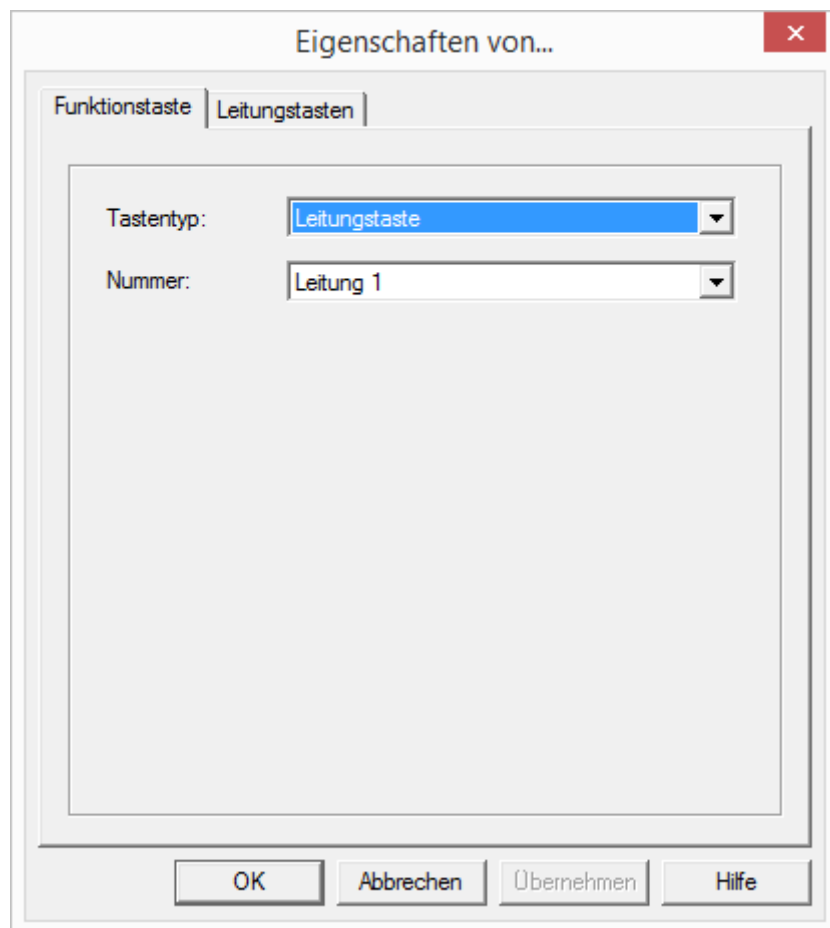 Eigenschaften von...
Funktionstaste Leitungstasten
Tastentyp: Leitungstaste
Nummer: Leitung 1
OK Abbrechen Übernehmen Hilfe